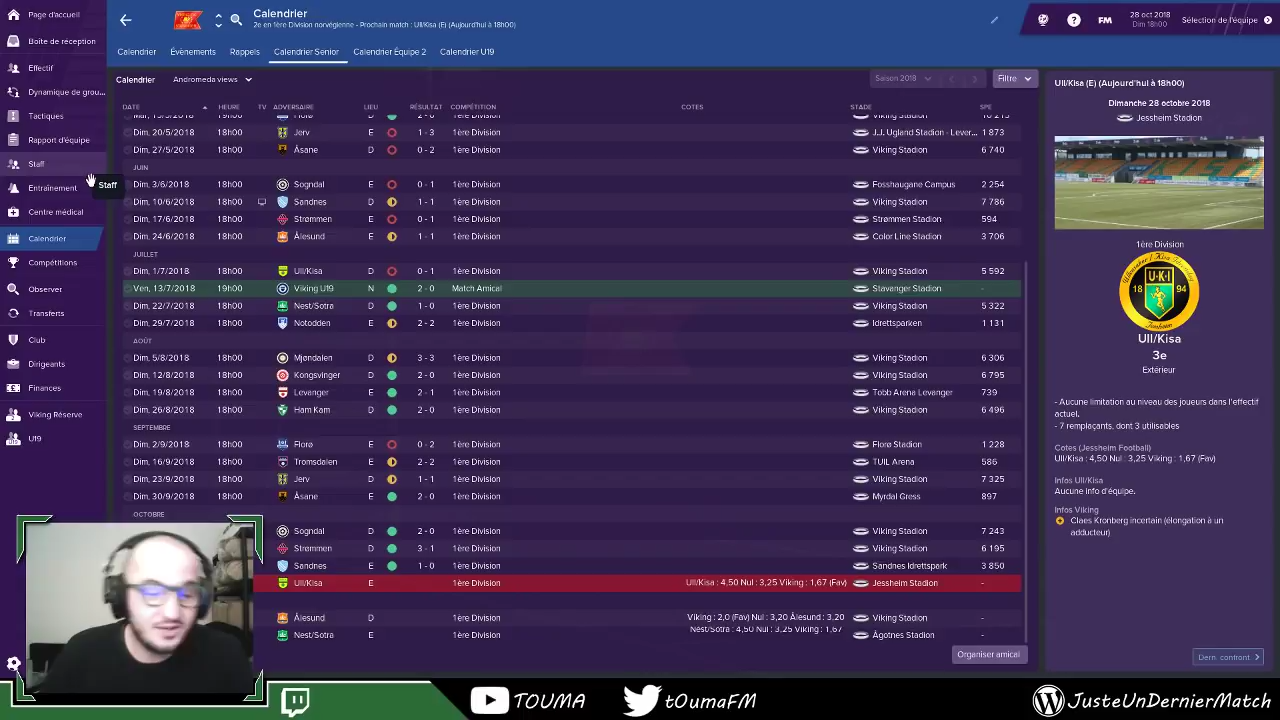 Page d'accueil
Boîte de réception
Effectif
Dynamique de grou...
Tactiques
Rapport d'équipe
Staff
Staff
Entraînement
Centre médical
Calendrier
Compétitions
Observer
Transferts
Club
Dirigeants
Finances
Viking Réserve
U19
Calendrier
2e en 1ère Division norvégienne - Prochain match : Ull/Kisa (E) (Aujourd'hui à 18h00)
FM
28 oct 2018
Dim 18h00
Sélection de l'équipe
Calendrier Évènements Rappels Calendrier Sénior Calendrier Équipe 2 Calendrier U19
Calendrier Andromeda views Saison 2018 Filtre
DATE HEURE TV ADVERSAIRE LIEU RÉSULTAT COMPÉTITION COTES STADE SPE
Dim, 20/5/2018 18h00 Jerv E 1 - 3 1ère Division J.J. Ugland Stadion - Lever... 1 873
Dim, 27/5/2018 18h00 Åsane D 0 - 2 1ère Division Viking Stadion 6 740
JUIN
Dim, 3/6/2018 18h00 Sogndal E 0 - 1 1ère Division Fosshaugane Campus 2 254
Dim, 10/6/2018 18h00 Sandnes D 1 - 1 1ère Division Viking Stadion 7 786
Dim, 17/6/2018 18h00 Strømmen E 0 - 1 1ère Division Strømmen Stadion 594
Dim, 24/6/2018 18h00 Ålesund E 1 - 1 1ère Division Color Line Stadion 3 706
JUILLET
Dim, 1/7/2018 18h00 Ull/Kisa D 0 - 1 1ère Division Viking Stadion 5 592
Ven, 13/7/2018 19h00 Viking U19 N 2 - 0 Match Amical Stavanger Stadion -
Dim, 22/7/2018 18h00 Nest/Sotra D 1 - 0 1ère Division Viking Stadion 5 322
Dim, 29/7/2018 18h00 Notodden E 2 - 2 1ère Division Idrettsparken 1 131
AOÛT
Dim, 5/8/2018 18h00 Mjøndalen D 3 - 3 1ère Division Viking Stadion 6 306
Dim, 12/8/2018 18h00 Kongsvinger D 2 - 0 1ère Division Viking Stadion 6 795
Dim, 19/8/2018 18h00 Levanger E 2 - 1 1ère Division Tobb Arena Levanger 739
Dim, 26/8/2018 18h00 Ham Kam D 2 - 0 1ère Division Viking Stadion 6 496
SEPTEMBRE
Dim, 2/9/2018 18h00 Florø E 0 - 2 1ère Division Florø Stadion 1 228
Dim, 16/9/2018 18h00 Tromsdalen E 2 - 2 1ère Division TUIL Arena 586
Dim, 23/9/2018 18h00 Jerv D 1 - 1 1ère Division Viking Stadion 7 325
Dim, 30/9/2018 18h00 Åsane E 2 - 0 1ère Division Myrdal Gress 897
OCTOBRE
Sogndal D 2 - 0 1ère Division Viking Stadion 7 243
Strømmen D 3 - 1 1ère Division Viking Stadion 6 195
Sandnes E 1 - 0 1ère Division Sandnes Idrettspark 3 850
Ull/Kisa E 1ère Division Ull/Kisa : 4,50 Nul : 3,25 Viking : 1,67 (Fav) Jessheim Stadion -
Ålesund D 1ère Division Viking : 2,0 (Fav) Nul : 3,20 Ålesund : 3,20 Viking Stadion -
Nest/Sotra E 1ère Division Nest/Sotra : 4,50 Nul : 3,25 Viking : 1,67 Ågotnes Stadion -
Organiser amical
Ull/Kisa (E) (Aujourd'hui à 18h00)
Dimanche 28 octobre 2018
Jessheim Stadion
1ère Division
U·K·I
18 94
Ull/Kisa
3e
Extérieur
- Aucune limitation au niveau des joueurs dans l'effectif
actuel.
- 7 remplaçants, dont 3 utilisables
Cotes (Jessheim Football)
Ull/Kisa : 4,50 Nul : 3,25 Viking : 1,67 (Fav)
Infos Ull/Kisa
Aucune info d'équipe.
Infos Viking
Claes Kronberg incertain (élongation à un
adducteur)
Dern. confront
TOUMA
t0umaFM
JusteUnDernierMatch